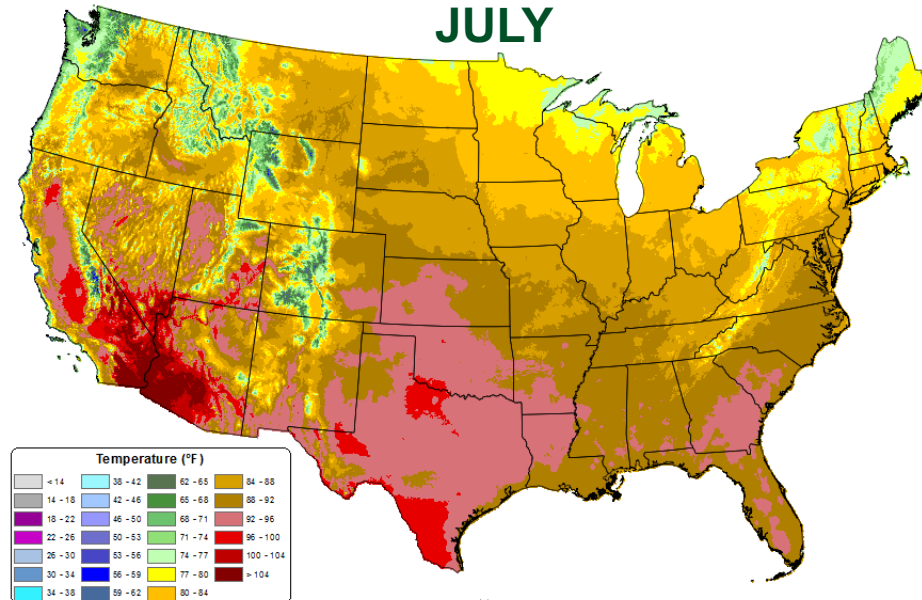 JULY
Temperature (°F)
< 14 38 - 42 62 - 65 84 - 88
14 - 18 42 - 46 65 - 68 88 - 92
18 - 22 46 - 50 68 - 71 92 - 96
22 - 26 50 - 53 71 - 74 96 - 100
26 - 30 53 - 56 74 - 77 100 - 104
30 - 34 56 - 59 77 - 80 > 104
34 - 38 59 - 62 80 - 84